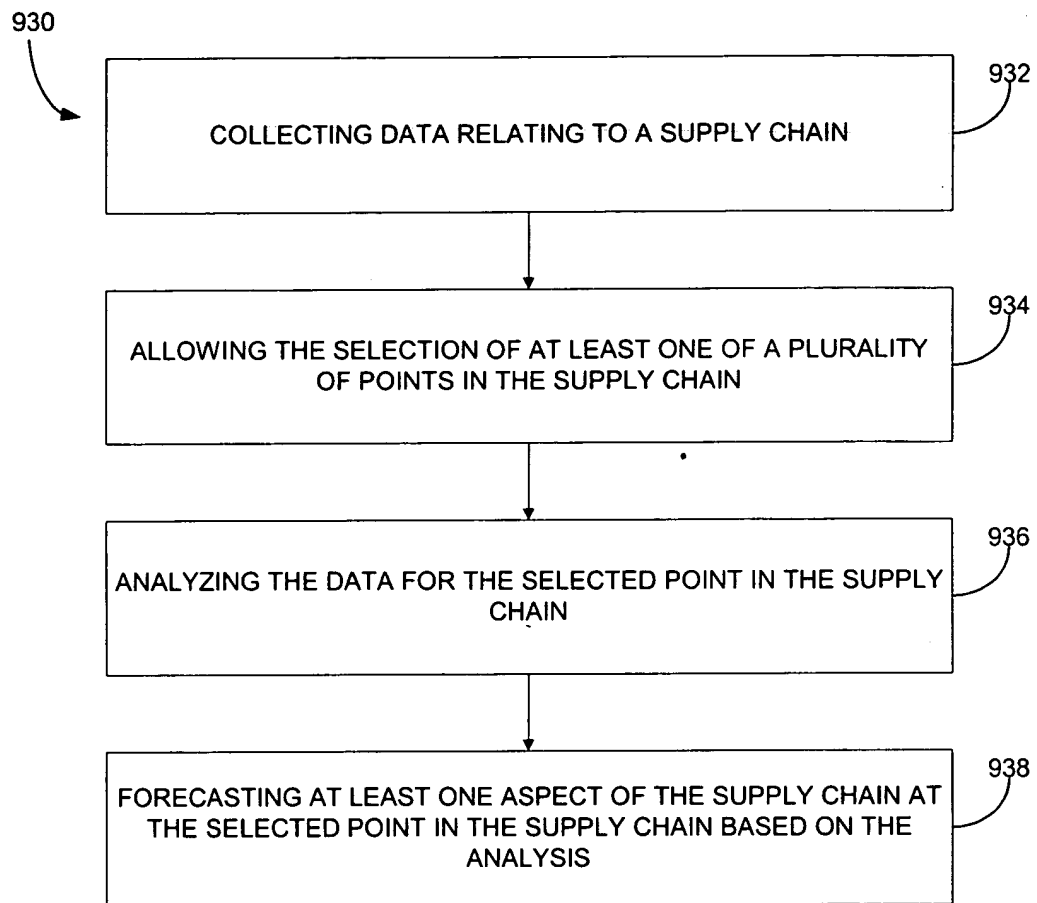 930
932
COLLECTING DATA RELATING TO A SUPPLY CHAIN
934
ALLOWING THE SELECTION OF AT LEAST ONE OF A PLURALITY
OF POINTS IN THE SUPPLY CHAIN
936
ANALYZING THE DATA FOR THE SELECTED POINT IN THE SUPPLY
CHAIN
938
FORECASTING AT LEAST ONE ASPECT OF THE SUPPLY CHAIN AT
THE SELECTED POINT IN THE SUPPLY CHAIN BASED ON THE
ANALYSIS